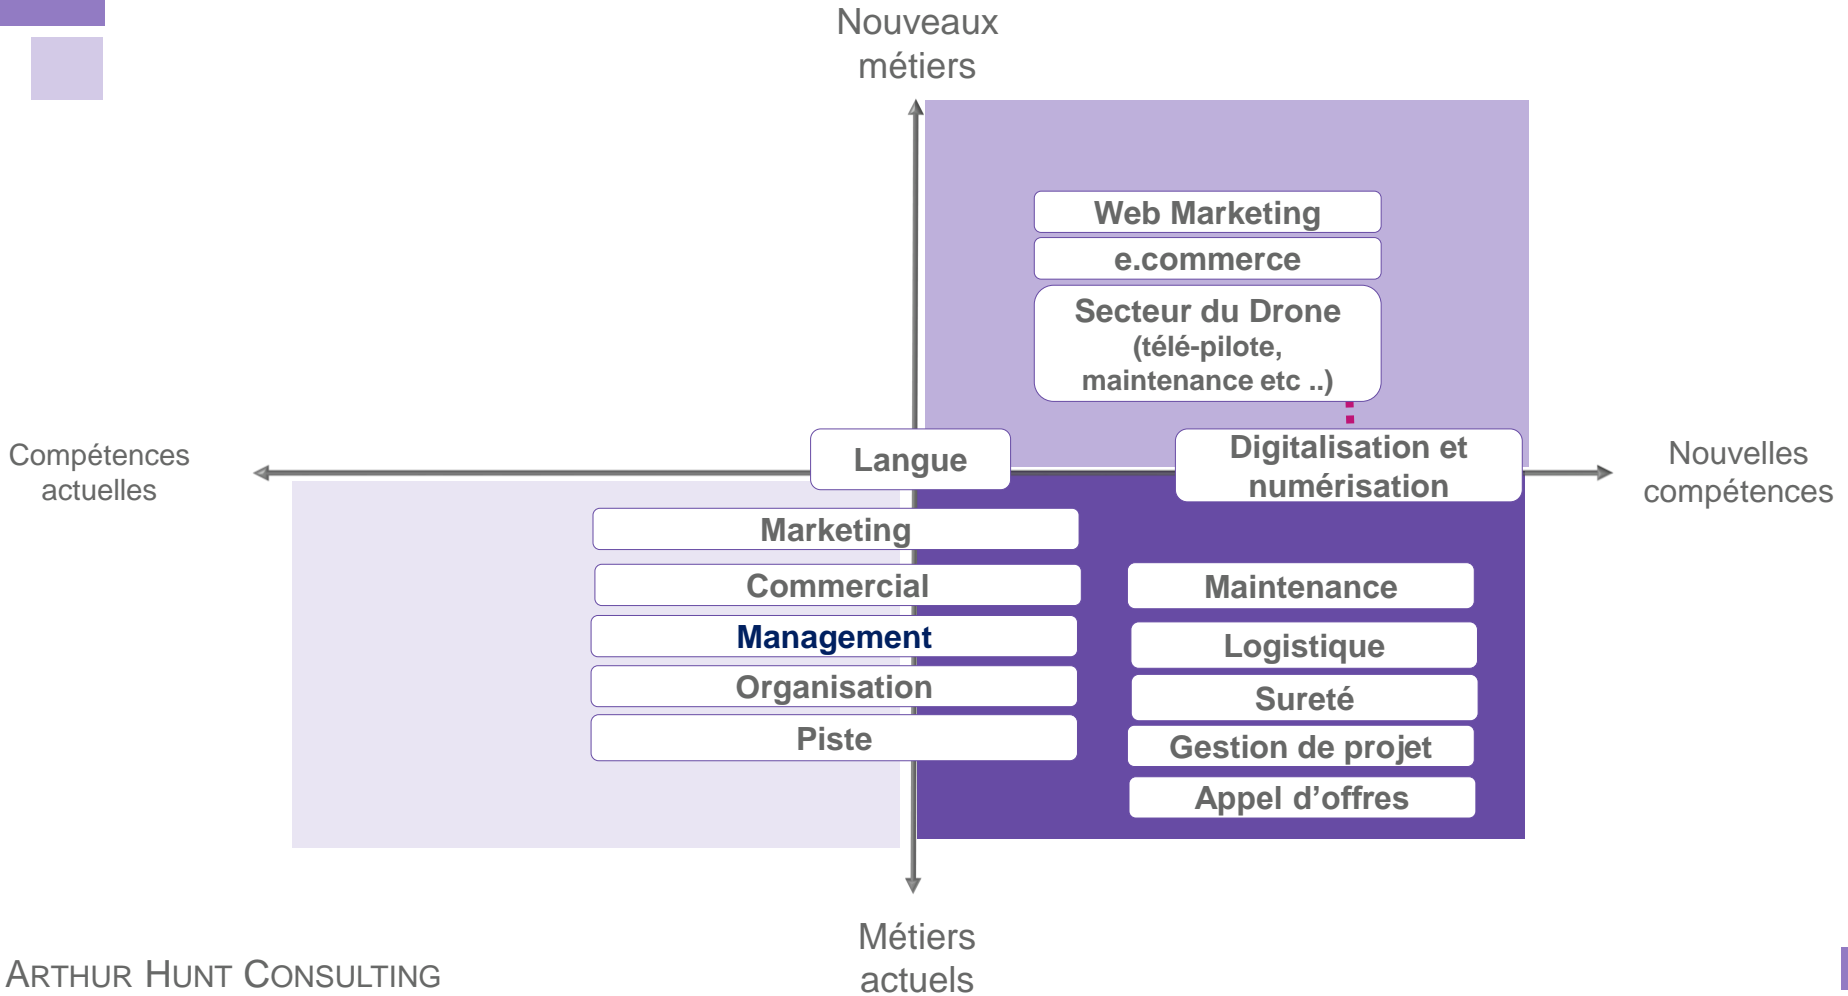 Nouveaux
métiers
Web Marketing
e.commerce
Secteur du Drone
(télé-pilote,
maintenance etc ..)
Compétences
actuelles
Langue
Digitalisation et
numérisation
Nouvelles
compétences
Marketing
Commercial
Management
Organisation
Piste
Maintenance
Logistique
Sureté
Gestion de projet
Appel d’offres
Métiers
actuels
ARTHUR HUNT CONSULTING